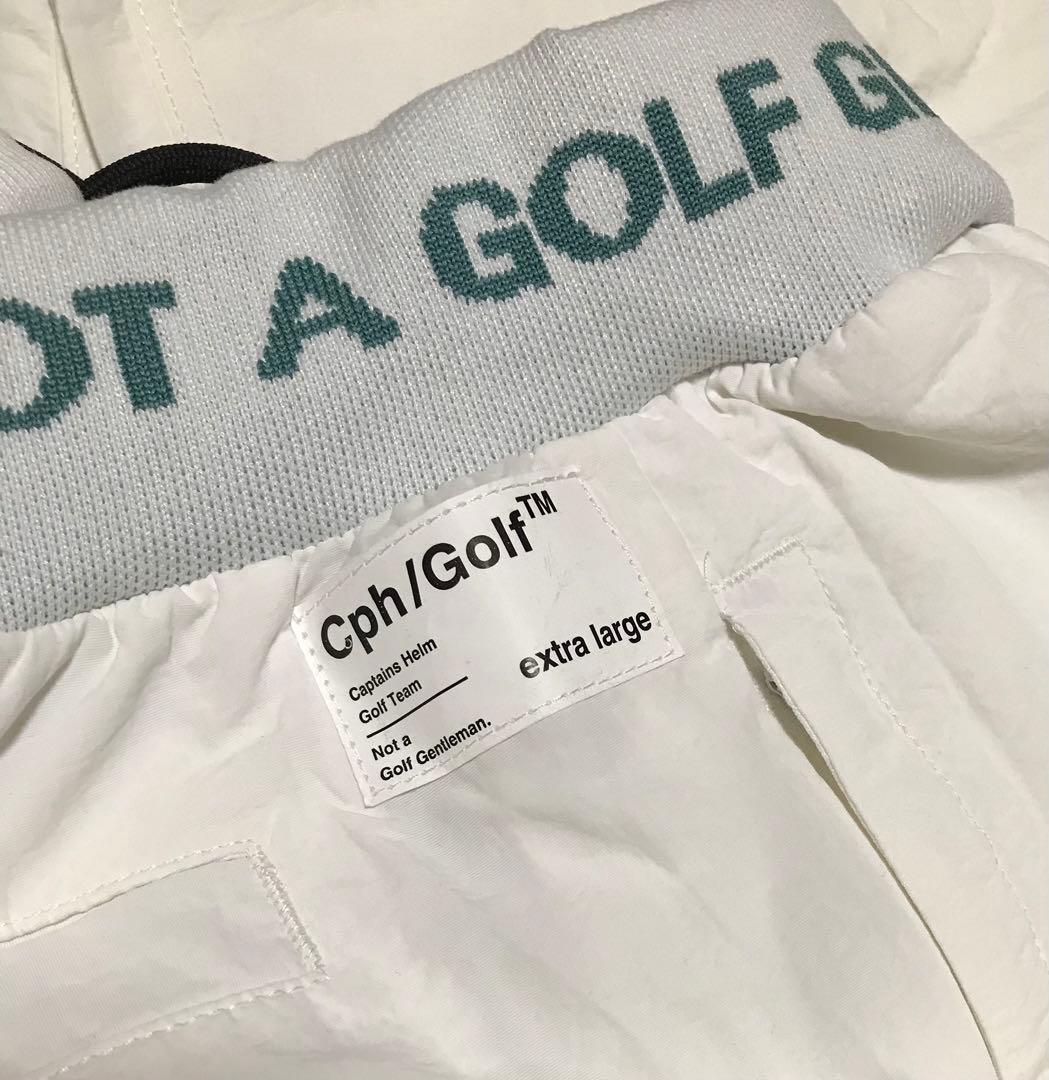 OT A GOLF G
Cph/Golf™
Captains Helm
Golf Team
extra large
Not a
Golf Gentleman.